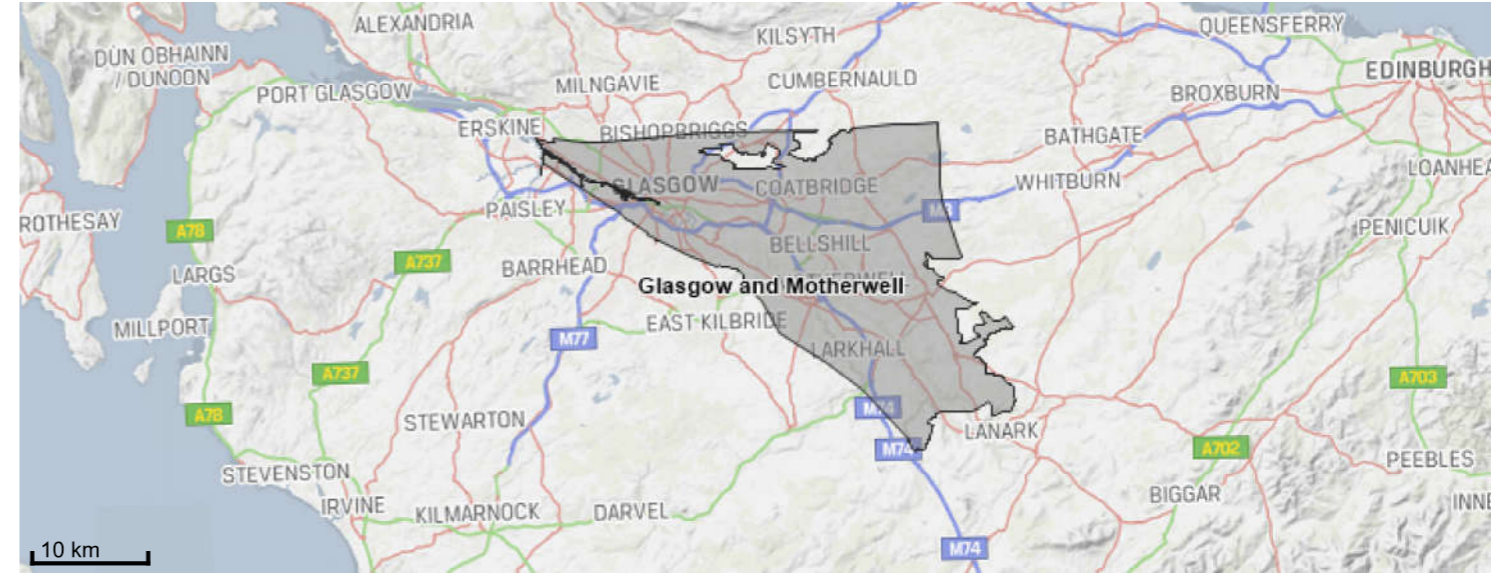 ALEXANDRIA
QUEENSFERRY
KILSYTH
DÙN OBHAINN
/ DUNOON
EDINBURGH
MILNGAVIE
CUMBERNAULD
PORT GLASGOW
BROXBURN
ERSKINE
BISHOPBRIGGS
BATHGATE
LOANHEA
GLASGOW
COATBRIDGE
WHITBURN
PAISLEY
M8
ROTHESAY
A78
PENICUIK
BELLSHILL
A737
BARRHEAD
LARGS
Glasgow and Motherwell
MILLPORT
EAST KILBRIDE
M77
LARKHALL
A737
A703
M74
A78
STEWARTON
LANARK
M74
A702
PEEBLES
STEVENSTON
BIGGAR
INNE
IRVINE
KILMARNOCK
DARVEL
10 km
M74